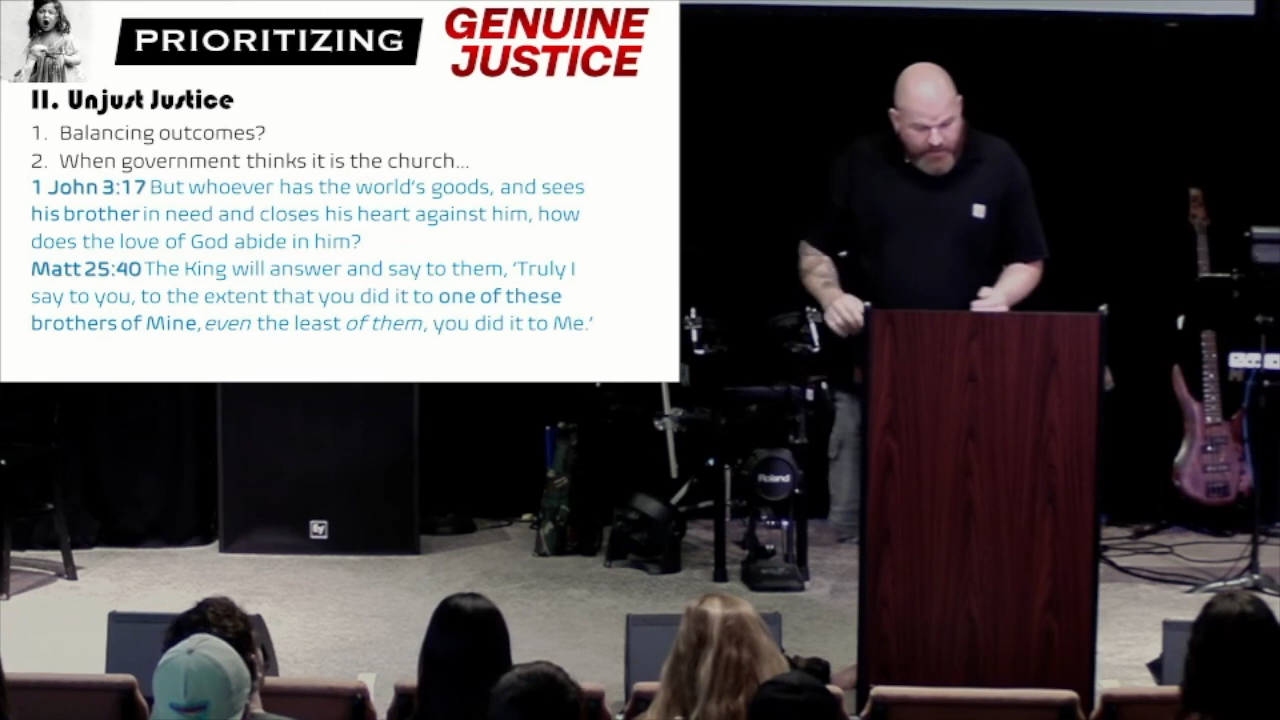 PRIORITIZING
GENUINE
JUSTICE
II. Unjust Justice
1. Balancing outcomes?
2. When government thinks it is the church...
1 John 3:17 But whoever has the world's goods, and sees
his brother in need and closes his heart against him, how
does the love of God abide in him?
Matt 25:40 The King will answer and say to them, 'Truly I
say to you, to the extent that you did it to one of these
brothers of Mine, even the least of them, you did it to Me.'
Roland
EV